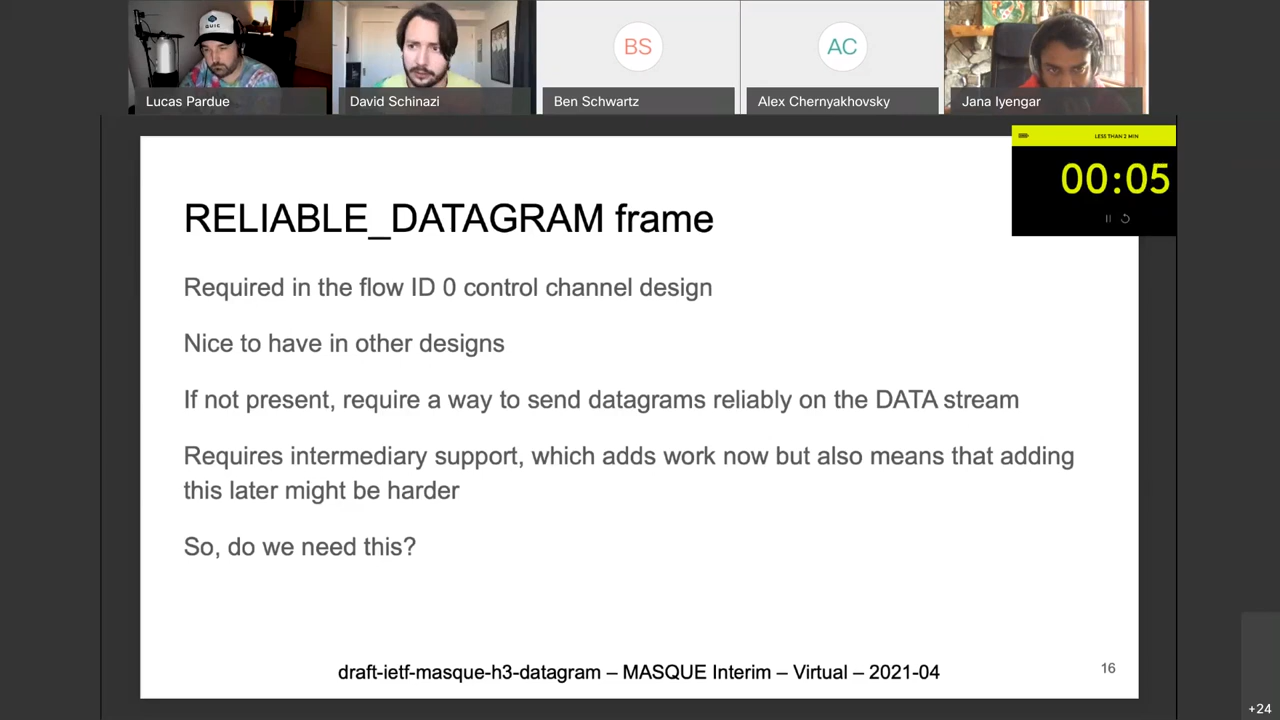 QUIC
Lucas Pardue
David Schinazi
BS
Ben Schwartz
AC
Alex Chernyakhovsky
Jana Iyengar
LESS THAN 2 MIN
00:05
RELIABLE_DATAGRAM frame
Required in the flow ID 0 control channel design
Nice to have in other designs
If not present, require a way to send datagrams reliably on the DATA stream
Requires intermediary support, which adds work now but also means that adding
this later might be harder
So, do we need this?
draft-ietf-masque-h3-datagram – MASQUE Interim – Virtual – 2021-04
16
+24